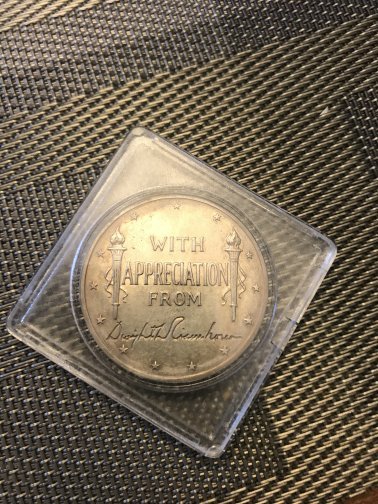 WITH
APPRECIATION
FROM
Dwight D. Eisenhower